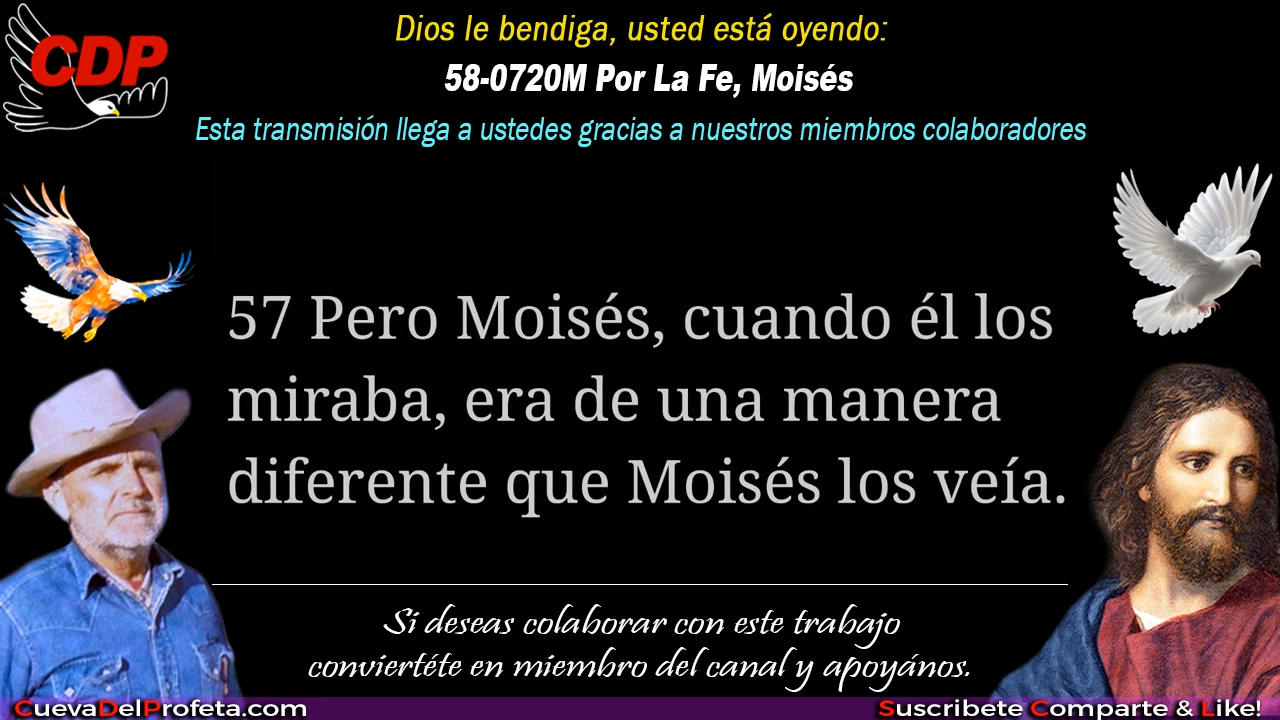 CDP
Dios le bendiga, usted está oyendo:
58-0720M Por La Fe, Moisés
Esta transmisión llega a ustedes gracias a nuestros miembros colaboradores
57 Pero Moisés, cuando él los
miraba, era de una manera
diferente que Moisés los veía.
Si deseas colaborar con este trabajo
conviertéte en miembro del canal y apoyános.
CuevaDelProfeta.com
Suscribete Comparte & Like!